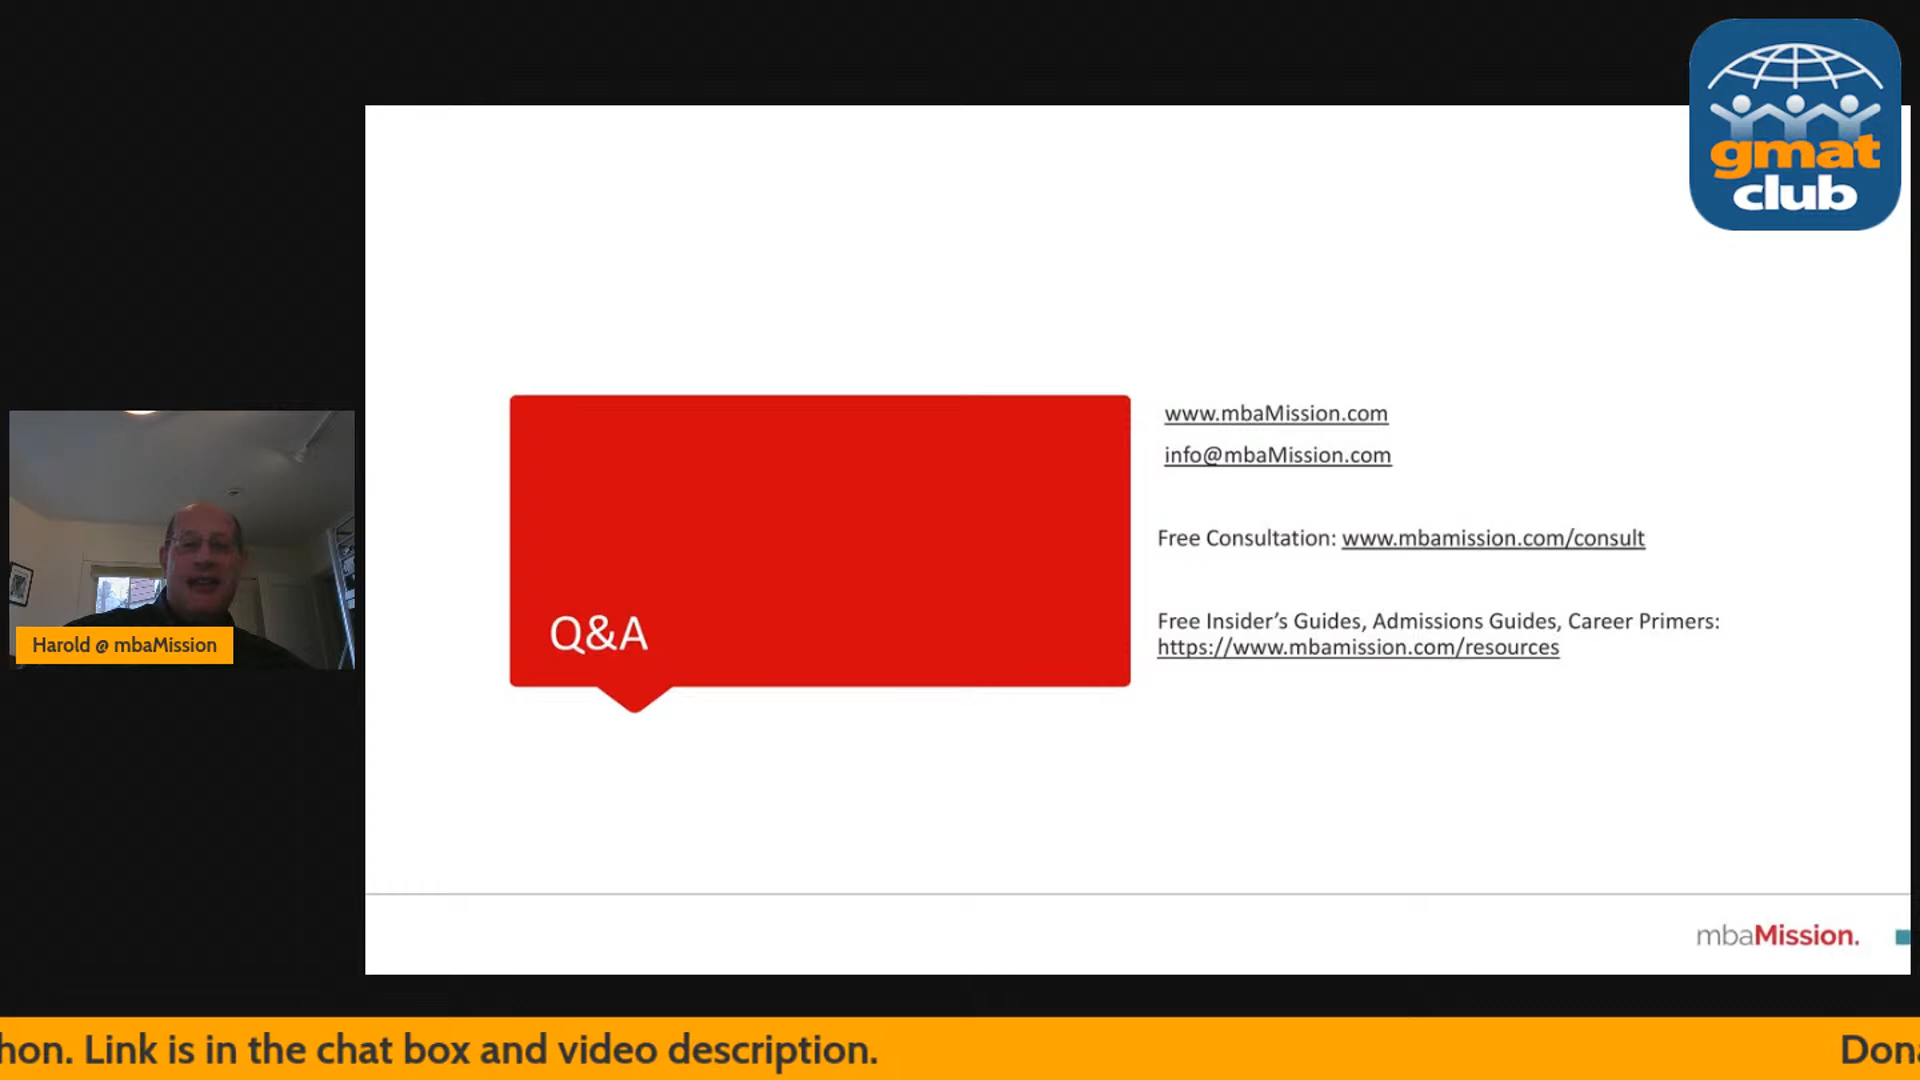 gmat
club
www.mbaMission.com
info@mbaMission.com
Free Consultation: www.mbamission.com/consult
Free Insider's Guides, Admissions Guides, Career Primers:
https://www.mbamission.com/resources
Q&A
Harold @ mbaMission
mbaMission.
hon. Link is in the chat box and video description.
Dona